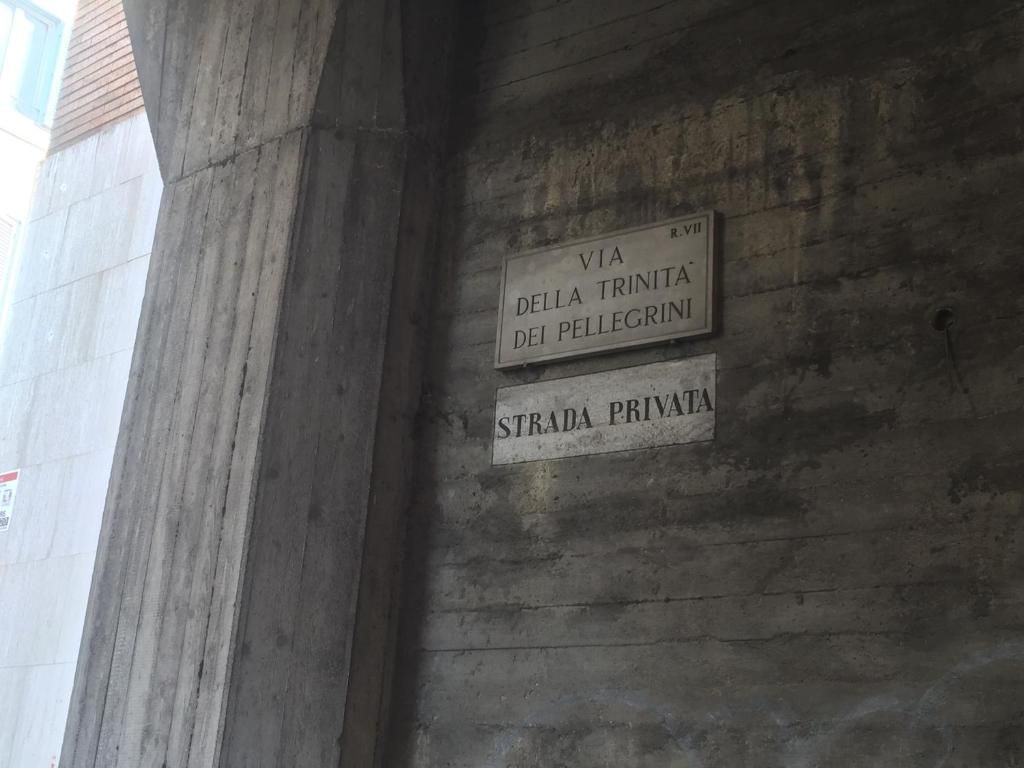 R. VII
VIA
DELLA TRINITA`
DEI PELLEGRINI
STRADA PRIVATA